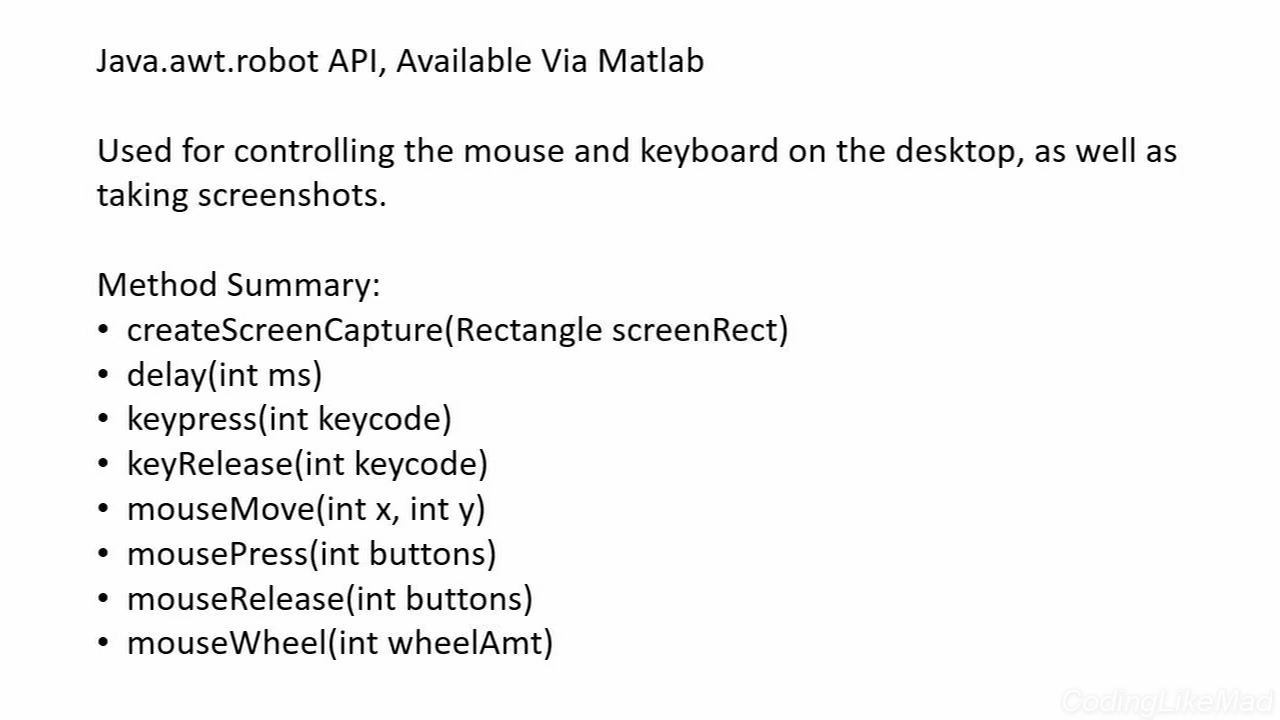 Java.awt.robot API, Available Via Matlab
Used for controlling the mouse and keyboard on the desktop, as well as
taking screenshots.
Method Summary:
• createScreenCapture(Rectangle screenRect)
• delay(int ms)
• keypress(int keycode)
• keyRelease(int keycode)
• mouseMove(int x, int y)
• mousePress(int buttons)
• mouseRelease(int buttons)
• mouseWheel(int wheelAmt)
CodingLikeMad